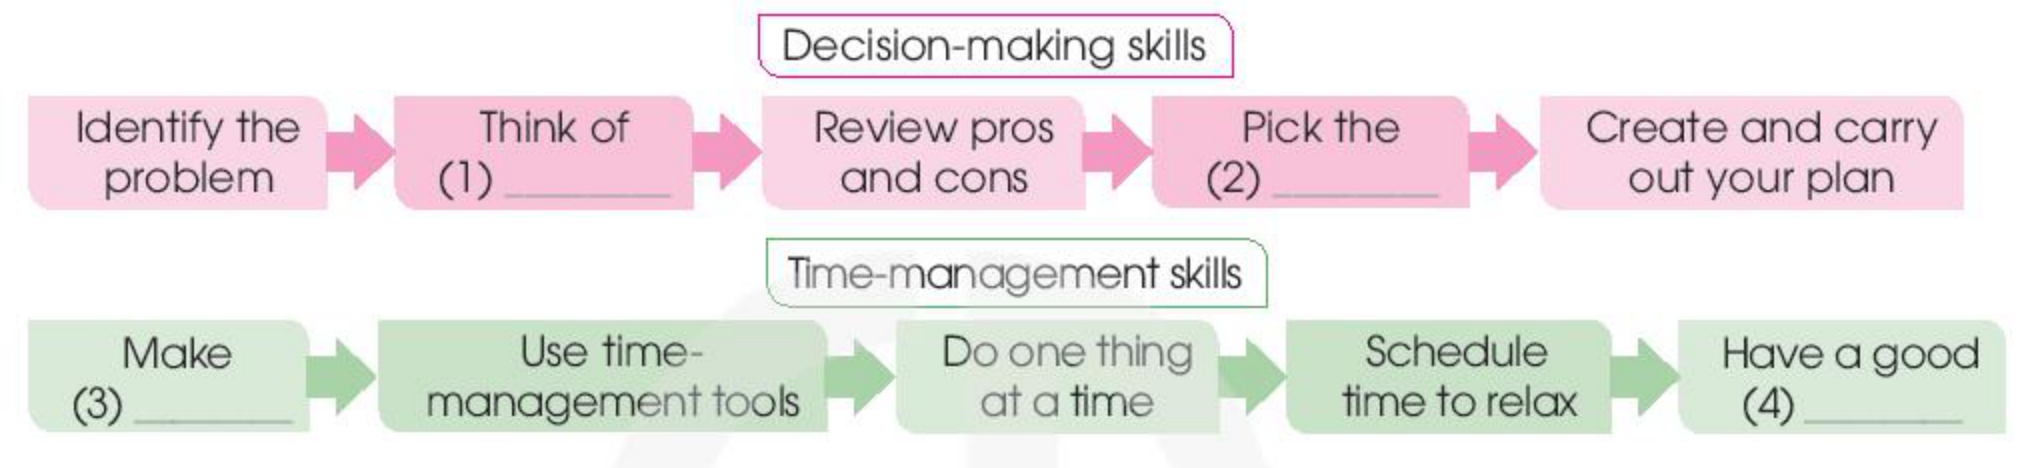 Decision-making skills
Identify the
problem
Think of
(1) ________
Review pros
and cons
Pick the
(2) ________
Create and carry
out your plan
Time-management skills
Make
(3) ________
Use time-
management tools
Do one thing
at a time
Schedule
time to relax
Have a good
(4) ________